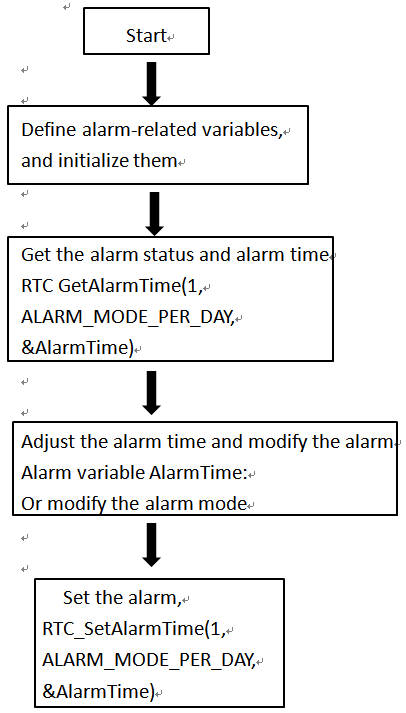 Start
Define alarm-related variables,
and initialize them
Get the alarm status and alarm time
RTC GetAlarmTime(1,
ALARM_MODE_PER_DAY,
&AlarmTime)
Adjust the alarm time and modify the alarm
Alarm variable AlarmTime:
Or modify the alarm mode
Set the alarm,
RTC_SetAlarmTime(1,
ALARM_MODE_PER_DAY,
&AlarmTime)